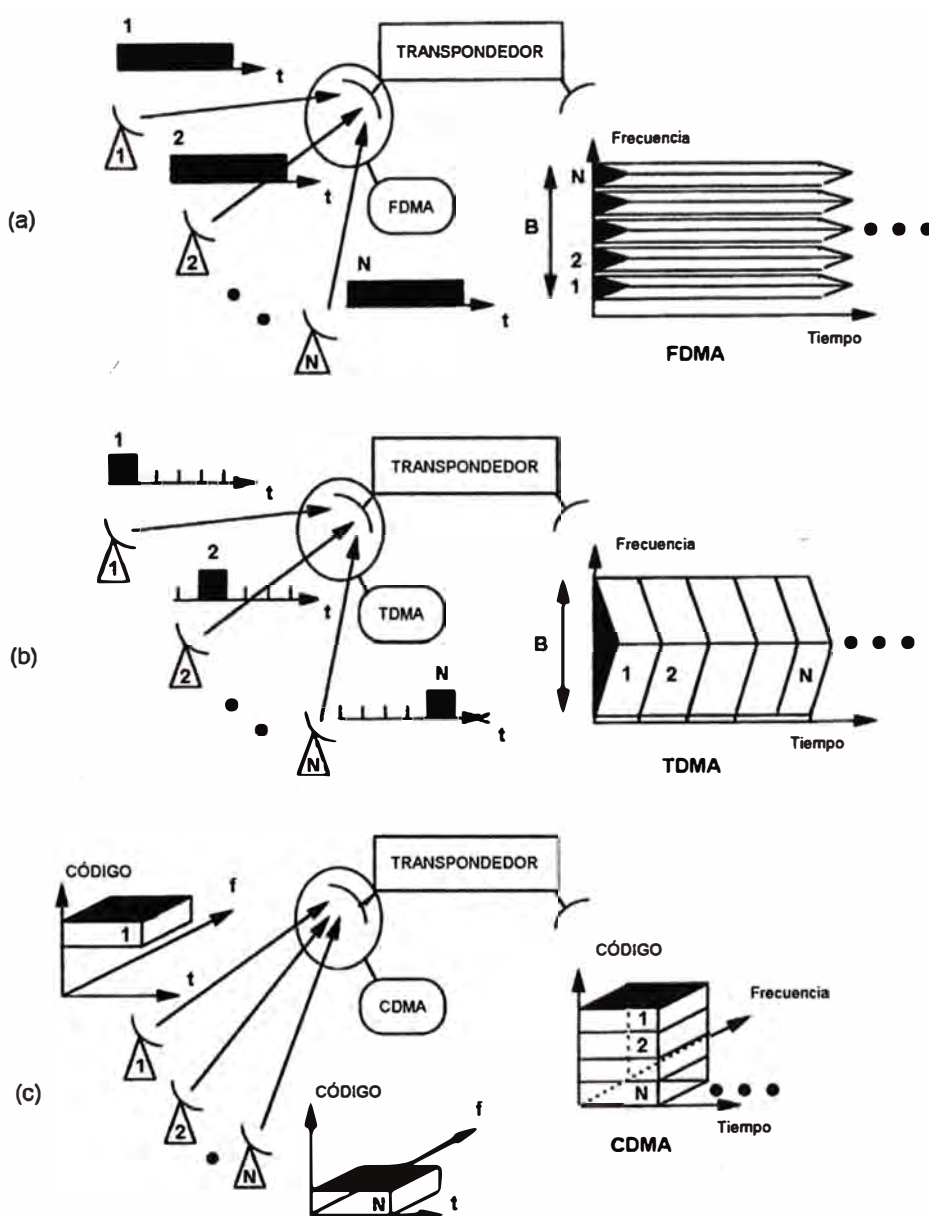 1
TRANSPONDEDOR
t
1
2
t
FDMA
2
N
t
N
(a)
Frecuencia
N
B
2
1
Tiempo
FDMA
1
TRANSPONDEDOR
t
1
2
t
TDMA
2
N
t
N
(b)
Frecuencia
B
1
2
N
Tiempo
TDMA
TRANSPONDEDOR
CÓDIGO
f
1
t
CDMA
1
2
N
(c)
CÓDIGO
f
N
t
CÓDIGO
Frecuencia
1
2
N
Tiempo
CDMA